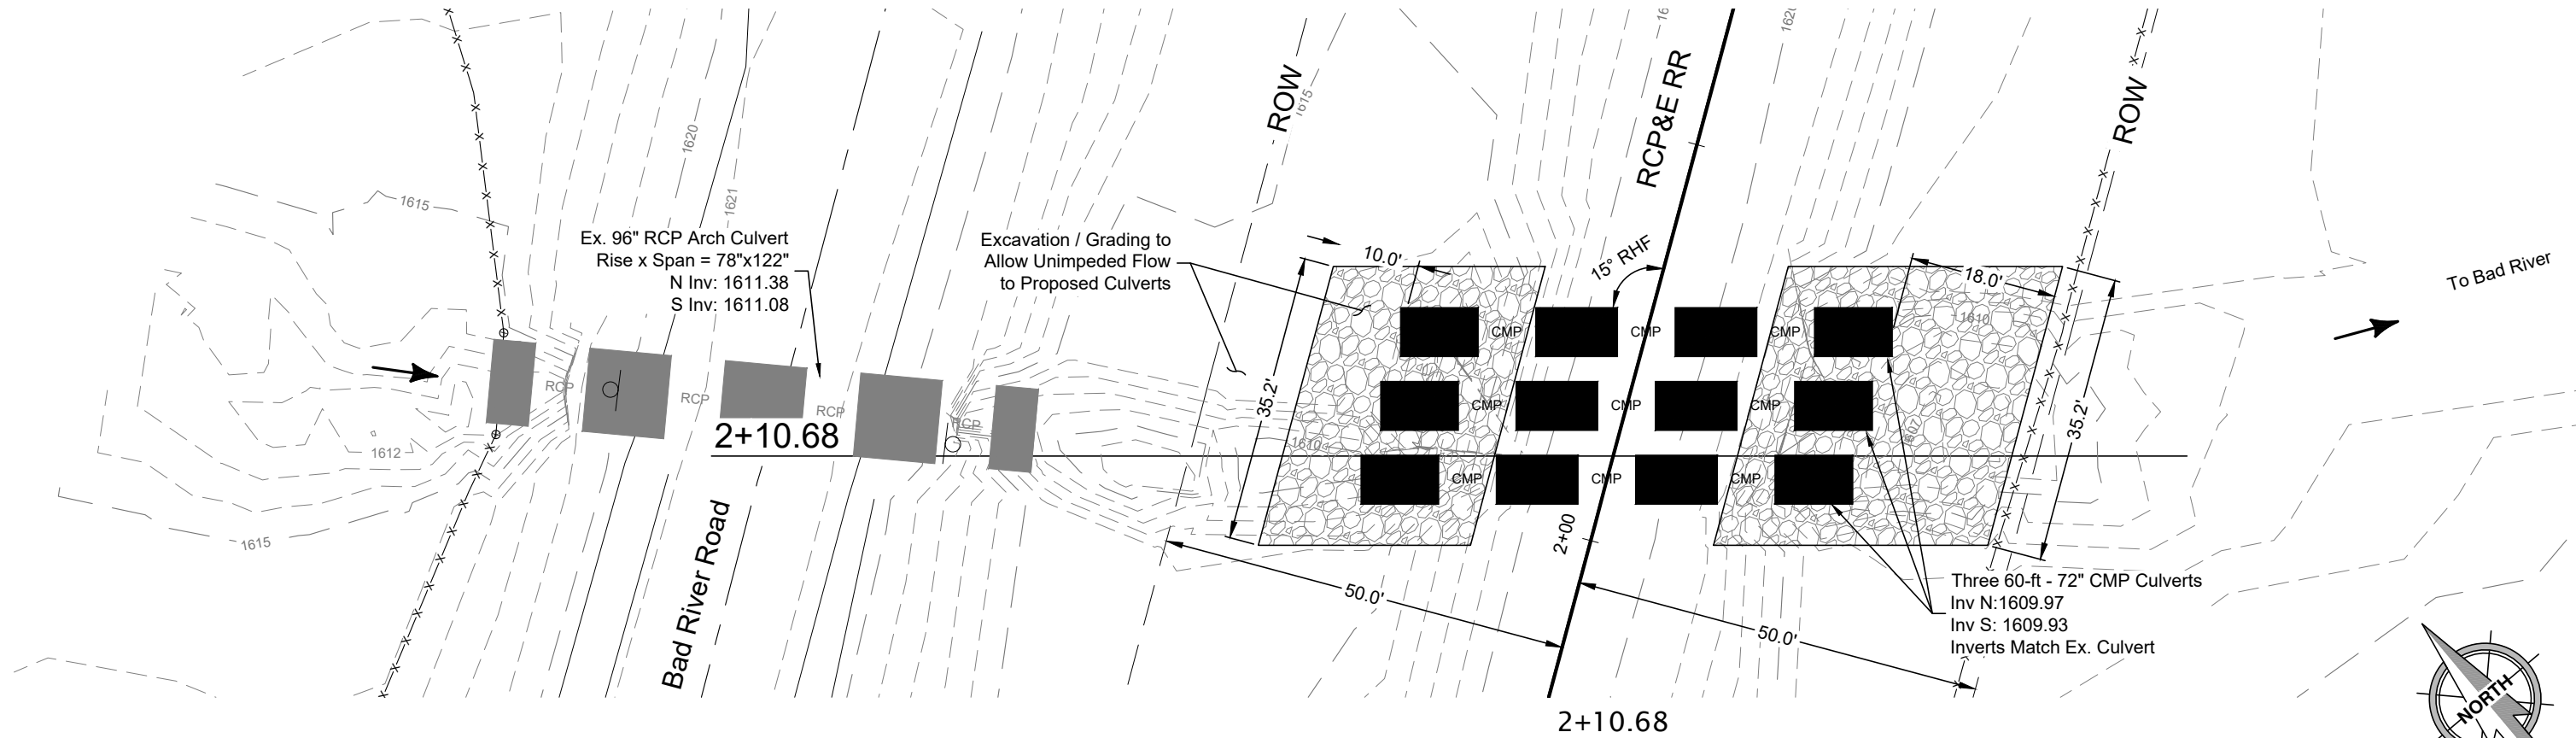 16
1620
ROW
1615
RCP&E RR
ROW
1620
1621
1615
Ex. 96" RCP Arch Culvert
Rise x Span = 78"x122"
N Inv: 1611.38
S Inv: 1611.08
Excavation / Grading to
Allow Unimpeded Flow
to Proposed Culverts
10.0'
15° RHF
18.0'
To Bad River
1610
CMP
CMP
CMP
RCP
RCP
RCP
RCP
35.2'
CMP
CMP
CMP
35.2'
2+10.68
1612
1610
1607
CMP
CMP
CMP
1615
Bad River Road
2+00
50.0'
50.0'
Three 60-ft - 72" CMP Culverts
Inv N:1609.97
Inv S: 1609.93
Inverts Match Ex. Culvert
NORTH
2+10.68